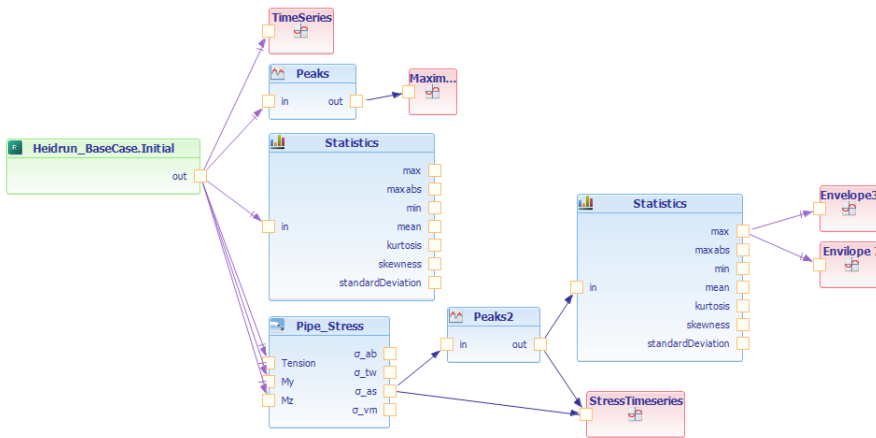 TimeSeries
Peaks
in out
Maxim...
Heidrun_BaseCase.Initial
out
Statistics
max
maxabs
min
in mean
kurtosis
skewness
standardDeviation
Pipe_Stress
σ_ab
Tension
σ_tw
My
σ_as
Mz
σ_vm
Peaks2
in out
Statistics
max
maxabs
min
in mean
kurtosis
skewness
standardDeviation
Envelope3
Envilope
StressTimeseries